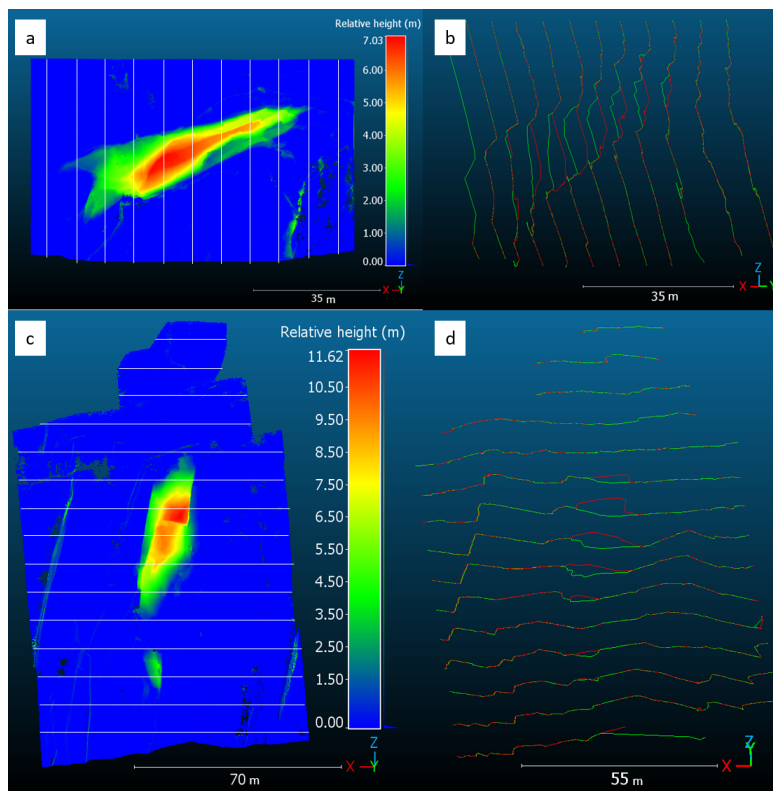 a
Relative height (m)
7.03
6.00
5.00
4.00
3.00
2.00
1.00
0.00
35 m
X
Z
Y
b
35 m
X
Z
Y
c
Relative height (m)
11.62
10.50
9.50
8.50
7.50
6.50
5.50
4.50
3.50
2.50
1.50
0.00
70 m
X
Z
Y
d
55 m
X
Z
Y